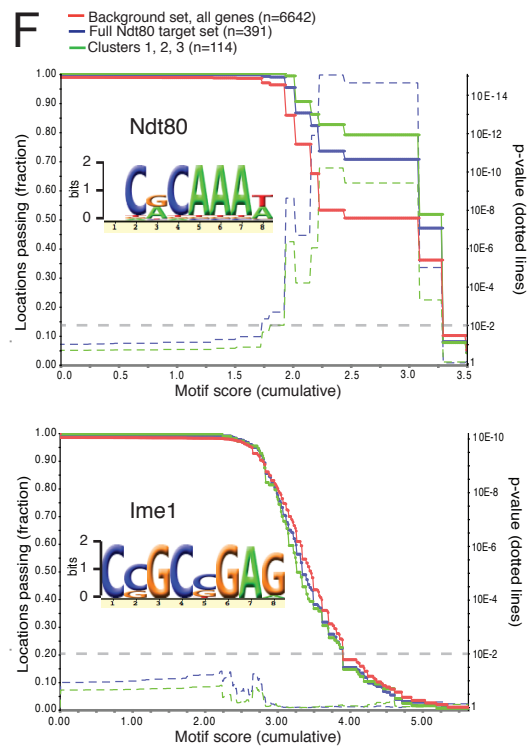 F
Background set, all genes (n=6642)
Full Ndt80 target set (n=391)
Clusters 1, 2, 3 (n=114)
Locations passing (fraction)
1.00
0.90
0.80
0.70
0.60
0.50
0.40
0.30
0.20
0.10
0.00
Ndt80
2
1
0
bits
CGCAAAT
A A
1 2 3 4 5 6 7 8
10E-14
10E-12
10E-10
10E-8
10E-6
10E-4
10E-2
1
p-value (dotted lines)
0.0 0.5 1.0 1.5 2.0 2.5 3.0 3.5
Motif score (cumulative)
Locations passing (fraction)
1.00
0.90
0.80
0.70
0.60
0.50
0.40
0.30
0.20
0.10
0.00
Ime1
2
1
0
bits
CCGCCGAG
G G
1 2 3 4 5 6 7 8
10E-10
10E-8
10E-6
10E-4
10E-2
1
p-value (dotted lines)
0.00 1.00 2.00 3.00 4.00 5.00
Motif score (cumulative)